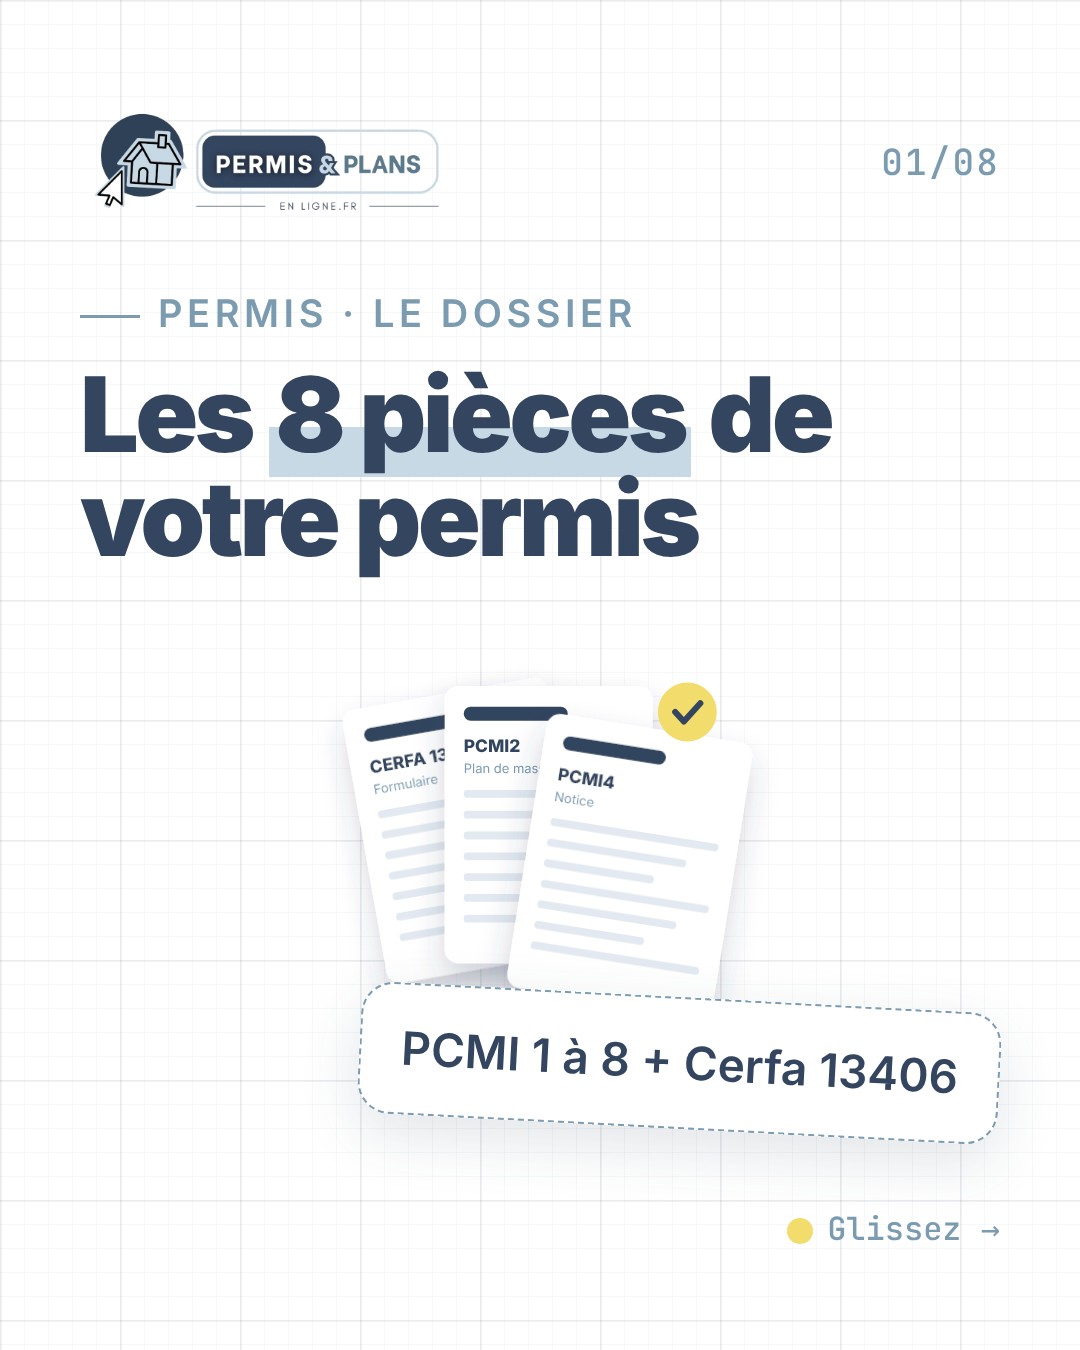 PERMIS & PLANS
EN LIGNE.FR
01/08
PERMIS · LE DOSSIER
Les 8 pièces de
votre permis
CERFA 13
Formulaire
PCMI2
Plan de mas
PCMI4
Notice
PCMI 1 à 8 + Cerfa 13406
Glissez →